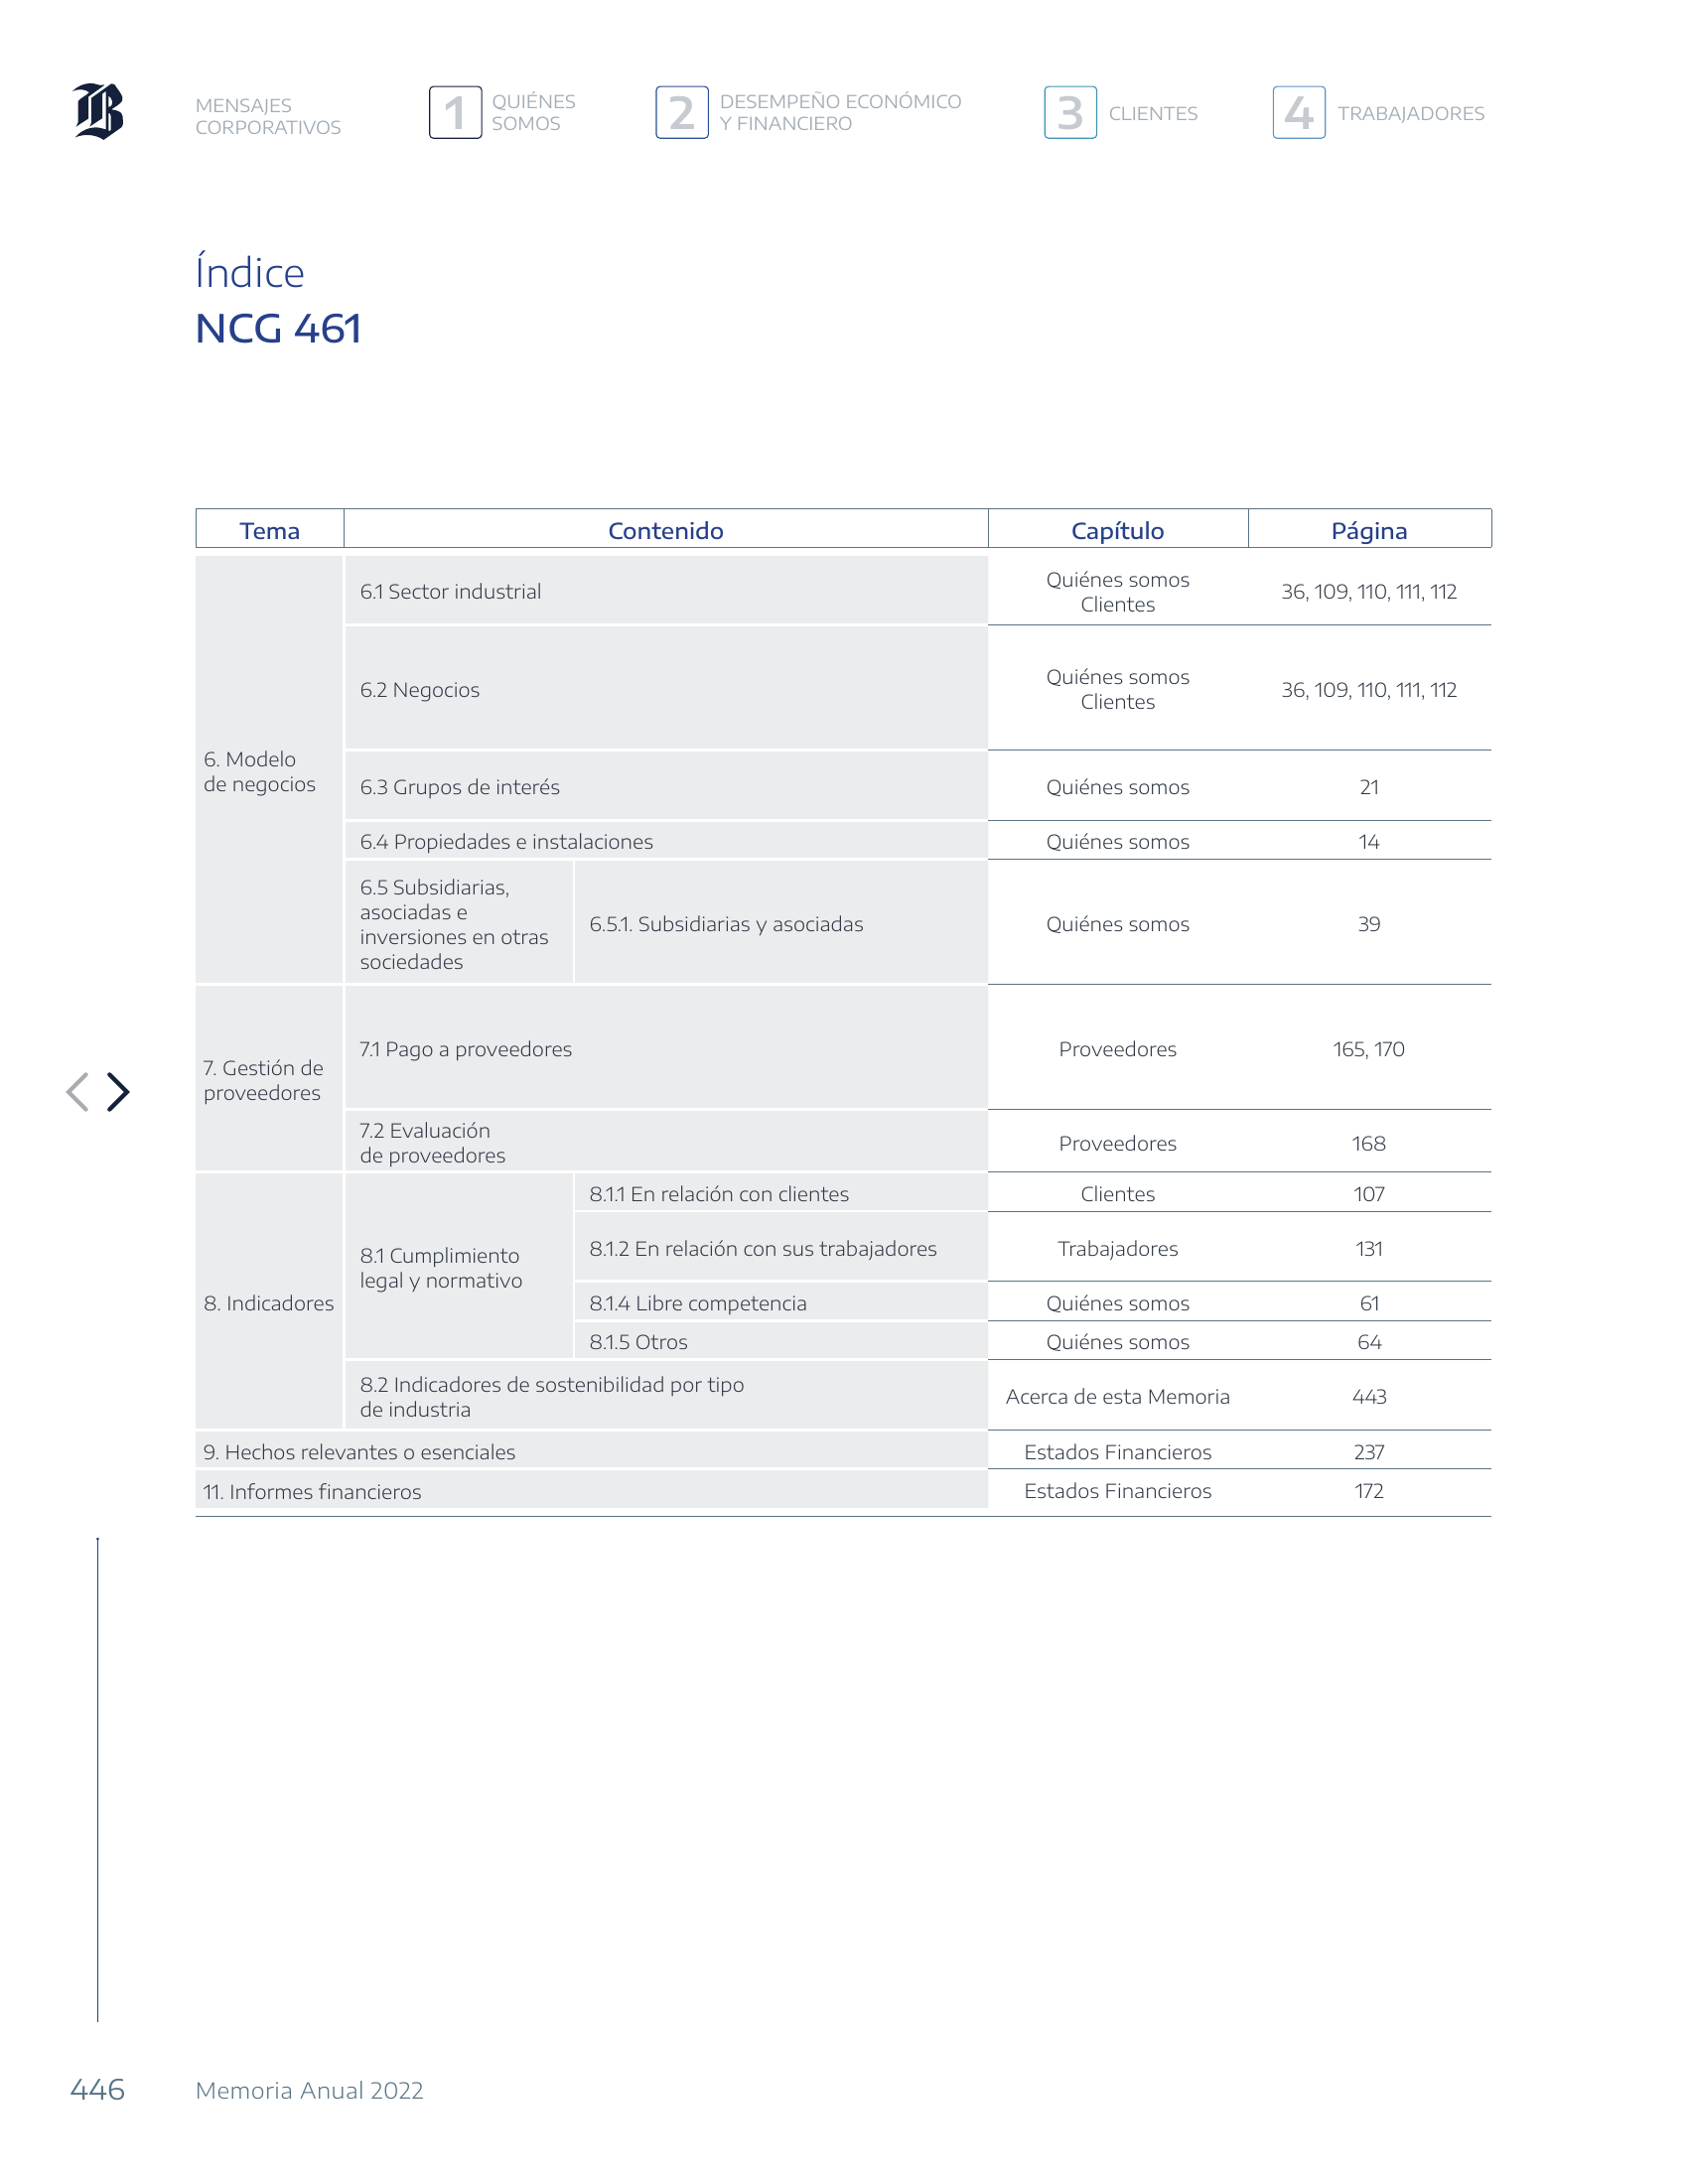 MENSAJES
CORPORATIVOS
1
QUIÉNES
SOMOS
2
DESEMPEÑO ECONÓMICO
Y FINANCIERO
3
CLIENTES
4
TRABAJADORES
Índice
NCG 461
Tema
Contenido
Capítulo
Página
6. Modelo
de negocios
6.1 Sector industrial
Quiénes somos
Clientes
36, 109, 110, 111, 112
6.2 Negocios
Quiénes somos
Clientes
36, 109, 110, 111, 112
6.3 Grupos de interés
Quiénes somos
21
6.4 Propiedades e instalaciones
Quiénes somos
14
6.5 Subsidiarias,
asociadas e
inversiones en otras
sociedades
6.5.1. Subsidiarias y asociadas
Quiénes somos
39
7. Gestión de
proveedores
7.1 Pago a proveedores
Proveedores
165, 170
7.2 Evaluación
de proveedores
Proveedores
168
8. Indicadores
8.1 Cumplimiento
legal y normativo
8.1.1 En relación con clientes
Clientes
107
8.1.2 En relación con sus trabajadores
Trabajadores
131
8.1.4 Libre competencia
Quiénes somos
61
8.1.5 Otros
Quiénes somos
64
8.2 Indicadores de sostenibilidad por tipo
de industria
Acerca de esta Memoria
443
9. Hechos relevantes o esenciales
Estados Financieros
237
11. Informes financieros
Estados Financieros
172
446
Memoria Anual 2022